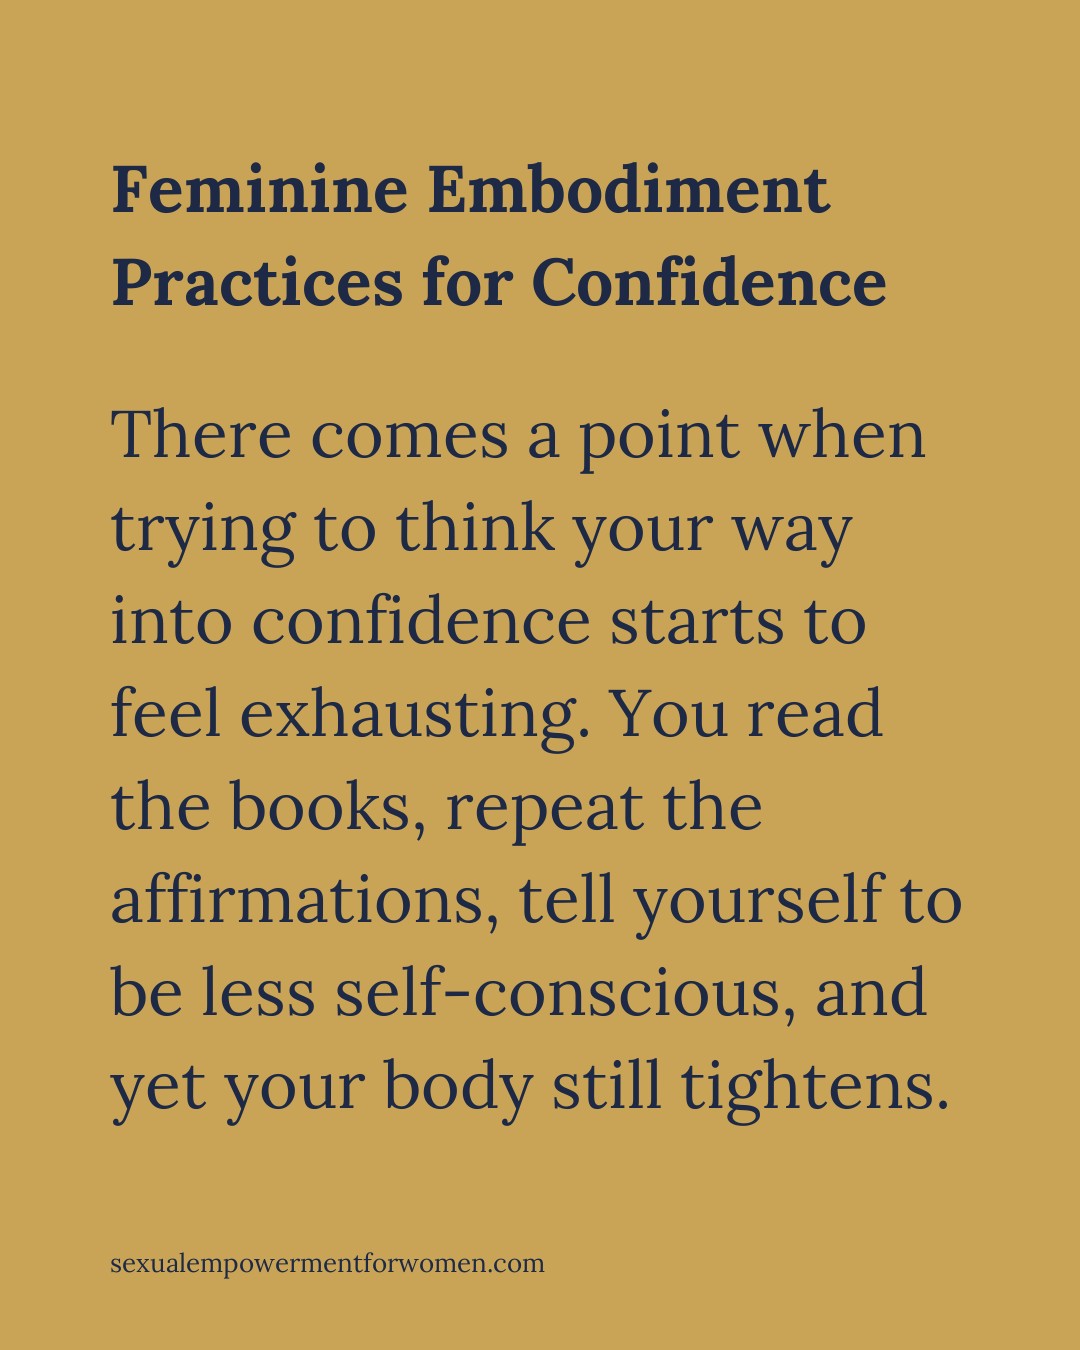 Feminine Embodiment
Practices for Confidence
There comes a point when
trying to think your way
into confidence starts to
feel exhausting. You read
the books, repeat the
affirmations, tell yourself to
be less self-conscious, and
yet your body still tightens.
sexualempowermentforwomen.com